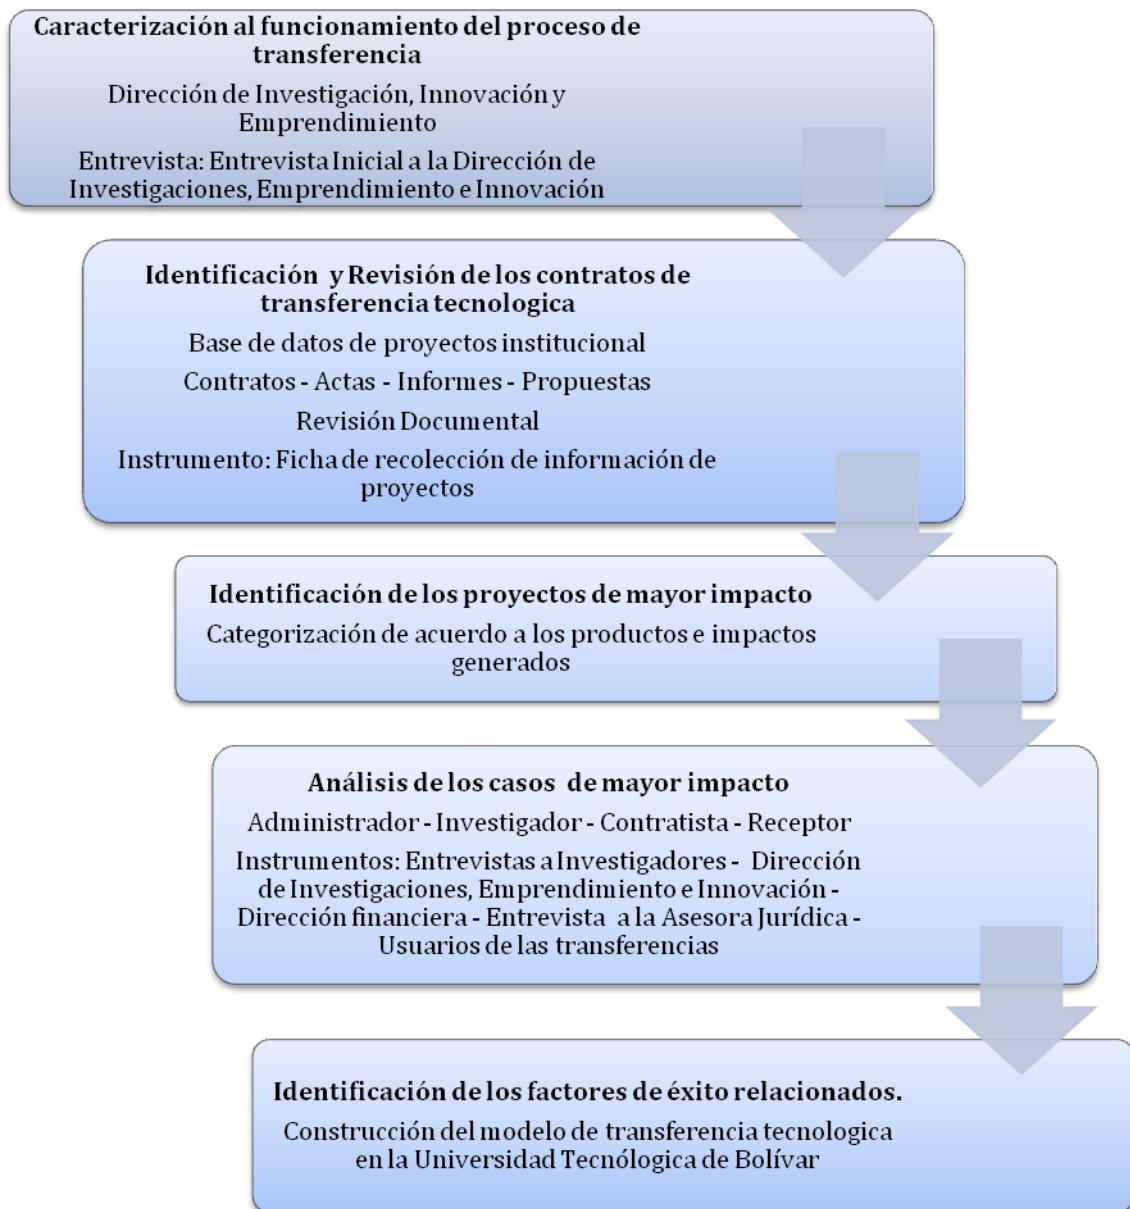 Caracterización al funcionamiento del proceso de
transferencia
Dirección de Investigación, Innovación y
Emprendimiento
Entrevista: Entrevista Inicial a la Dirección de
Investigaciones, Emprendimiento e Innovación
Identificación y Revisión de los contratos de
transferencia tecnologica
Base de datos de proyectos institucional
Contratos - Actas - Informes - Propuestas
Revisión Documental
Instrumento: Ficha de recolección de información de
proyectos
Identificación de los proyectos de mayor impacto
Categorización de acuerdo a los productos e impactos
generados
Análisis de los casos de mayor impacto
Administrador - Investigador - Contratista - Receptor
Instrumentos: Entrevistas a Investigadores - Dirección
de Investigaciones, Emprendimiento e Innovación -
Dirección financiera - Entrevista a la Asesora Jurídica -
Usuarios de las transferencias
Identificación de los factores de éxito relacionados.
Construcción del modelo de transferencia tecnologica
en la Universidad Tecnólogica de Bolívar